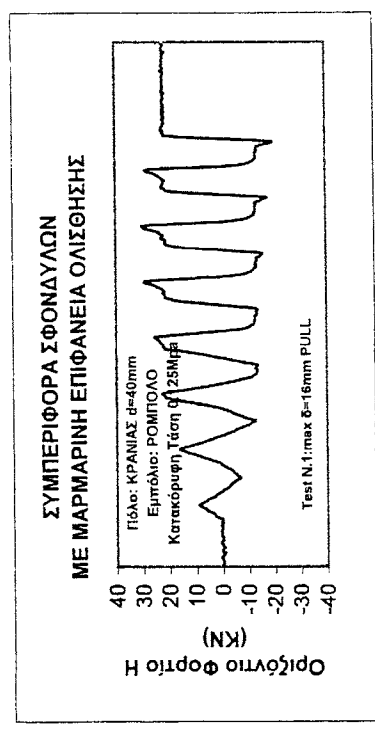 ΣΥΜΠΕΡΙΦΟΡΑ ΣΦΟΝΔΥΛΩΝ
ΜΕ ΜΑΡΜΑΡΙΝΗ ΕΠΙΦΑΝΕΙΑ ΟΛΙΣΘΗΣΗΣ
Πόλο: ΚΡΑΝΙΑΣ d=40mm
Εμπόλιο: ΡΟΜΠΟΛΟ
Κατακόρυφη Τάση 0.25Mpa
Test N.1:max δ=16mm PULL
Οριζόντιο Φορτίο H
(KN)
40
30
20
10
0
-10
-20
-30
-40